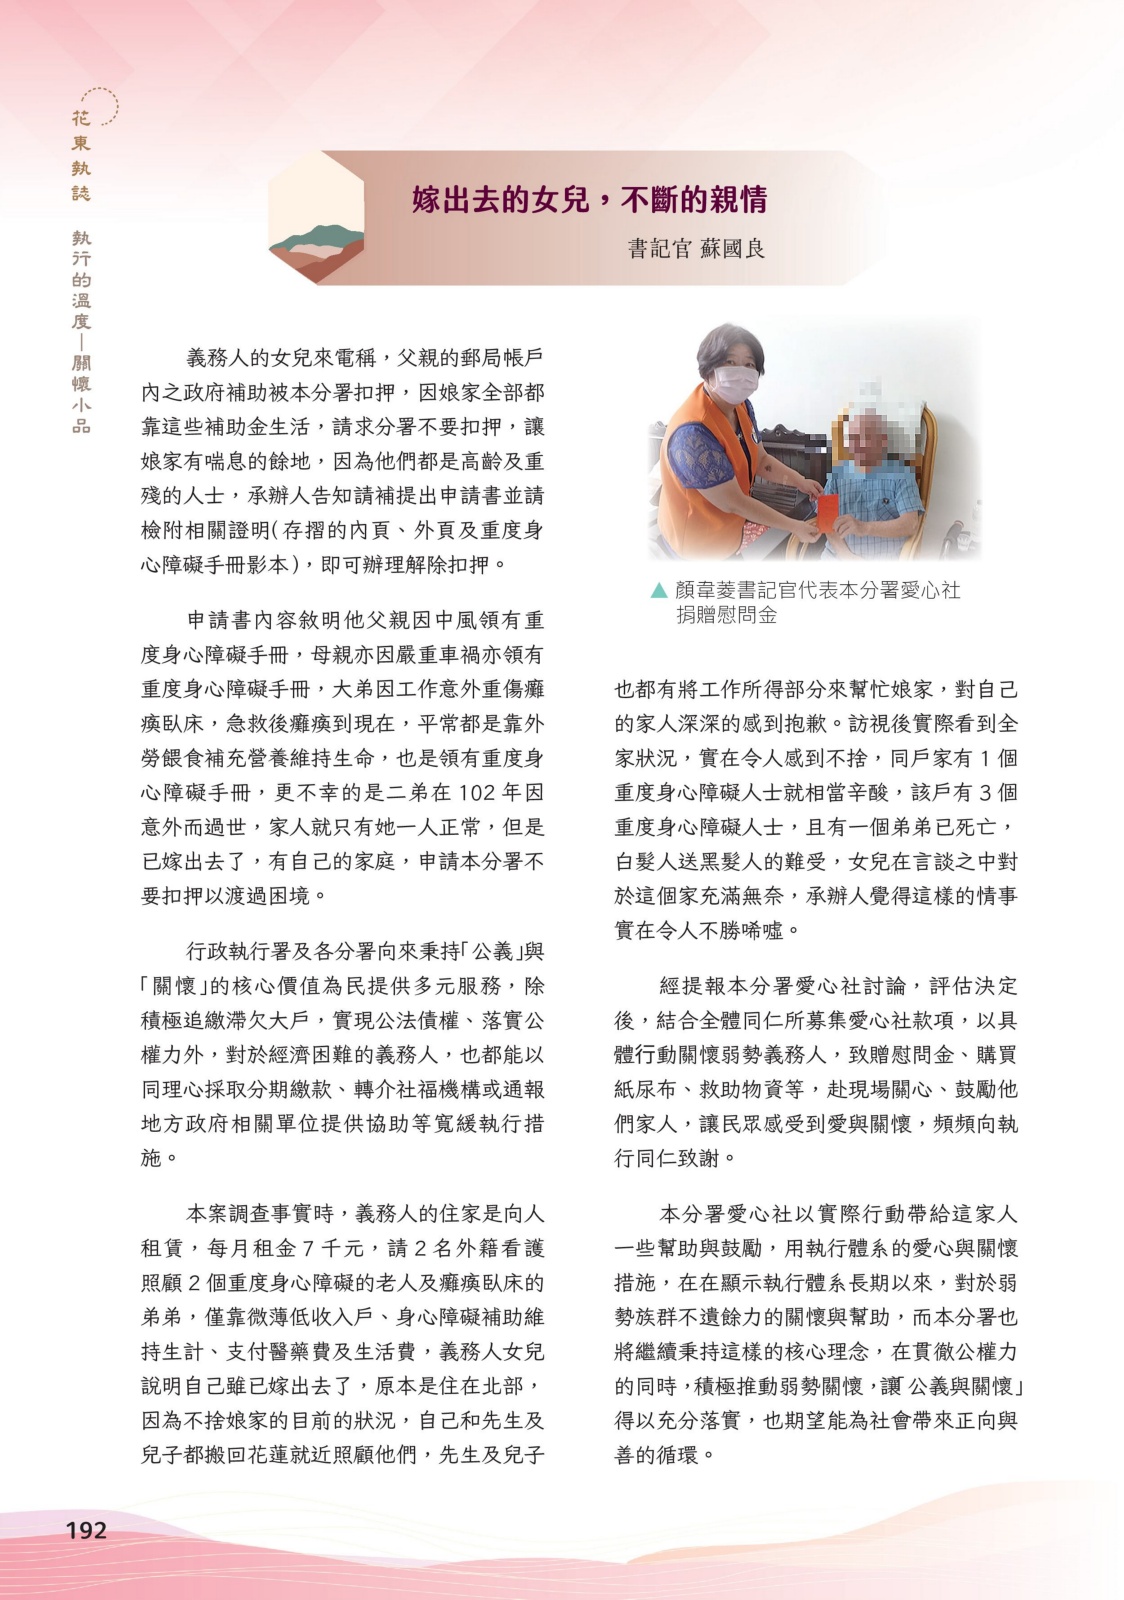 花東執誌 執行的溫度—關懷小品
嫁出去的女兒，不斷的親情
書記官 蘇國良
義務人的女兒來電稱，父親的郵局帳戶
內之政府補助被本分署扣押，因娘家全部都
靠這些補助金生活，請求分署不要扣押，讓
娘家有喘息的餘地，因為他們都是高齡及重
殘的人士，承辦人告知請補提出申請書並請
檢附相關證明(存摺的內頁、外頁及重度身
心障礙手冊影本)，即可辦理解除扣押。
申請書內容敘明他父親因中風領有重
度身心障礙手冊，母親亦因嚴重車禍亦領有
重度身心障礙手冊，大弟因工作意外重傷癱
瘓臥床，急救後癱瘓到現在，平常都是靠外
勞餵食補充營養維持生命，也是領有重度身
心障礙手冊，更不幸的是二弟在 102 年因
意外而過世，家人就只有她一人正常，但是
已嫁出去了，有自己的家庭，申請本分署不
要扣押以渡過困境。
行政執行署及各分署向來秉持「公義」與
「關懷」的核心價值為民提供多元服務，除
積極追繳滯欠大戶，實現公法債權、落實公
權力外，對於經濟困難的義務人，也都能以
同理心採取分期繳款、轉介社福機構或通報
地方政府相關單位提供協助等寬緩執行措
施。
本案調查事實時，義務人的住家是向人
租賃，每月租金 7 千元，請 2 名外籍看護
照顧 2 個重度身心障礙的老人及癱瘓臥床的
弟弟，僅靠微薄低收入戶、身心障礙補助維
持生計、支付醫藥費及生活費，義務人女兒
說明自己雖已嫁出去了，原本是住在北部，
因為不捨娘家的目前的狀況，自己和先生及
兒子都搬回花蓮就近照顧他們，先生及兒子
▲ 顏韋菱書記官代表本分署愛心社
捐贈慰問金
也都有將工作所得部分來幫忙娘家，對自己
的家人深深的感到抱歉。訪視後實際看到全
家狀況，實在令人感到不捨，同戶家有 1 個
重度身心障礙人士就相當辛酸，該戶有 3 個
重度身心障礙人士，且有一個弟弟已死亡，
白髮人送黑髮人的難受，女兒在言談之中對
於這個家充滿無奈，承辦人覺得這樣的情事
實在令人不勝唏噓。
經提報本分署愛心社討論，評估決定
後，結合全體同仁所募集愛心社款項，以具
體行動關懷弱勢義務人，致贈慰問金、購買
紙尿布、救助物資等，赴現場關心、鼓勵他
們家人，讓民眾感受到愛與關懷，頻頻向執
行同仁致謝。
本分署愛心社以實際行動帶給這家人
一些幫助與鼓勵，用執行體系的愛心與關懷
措施，在在顯示執行體系長期以來，對於弱
勢族群不遺餘力的關懷與幫助，而本分署也
將繼續秉持這樣的核心理念，在貫徹公權力
的同時，積極推動弱勢關懷，讓「公義與關懷」
得以充分落實，也期望能為社會帶來正向與
善的循環。
192